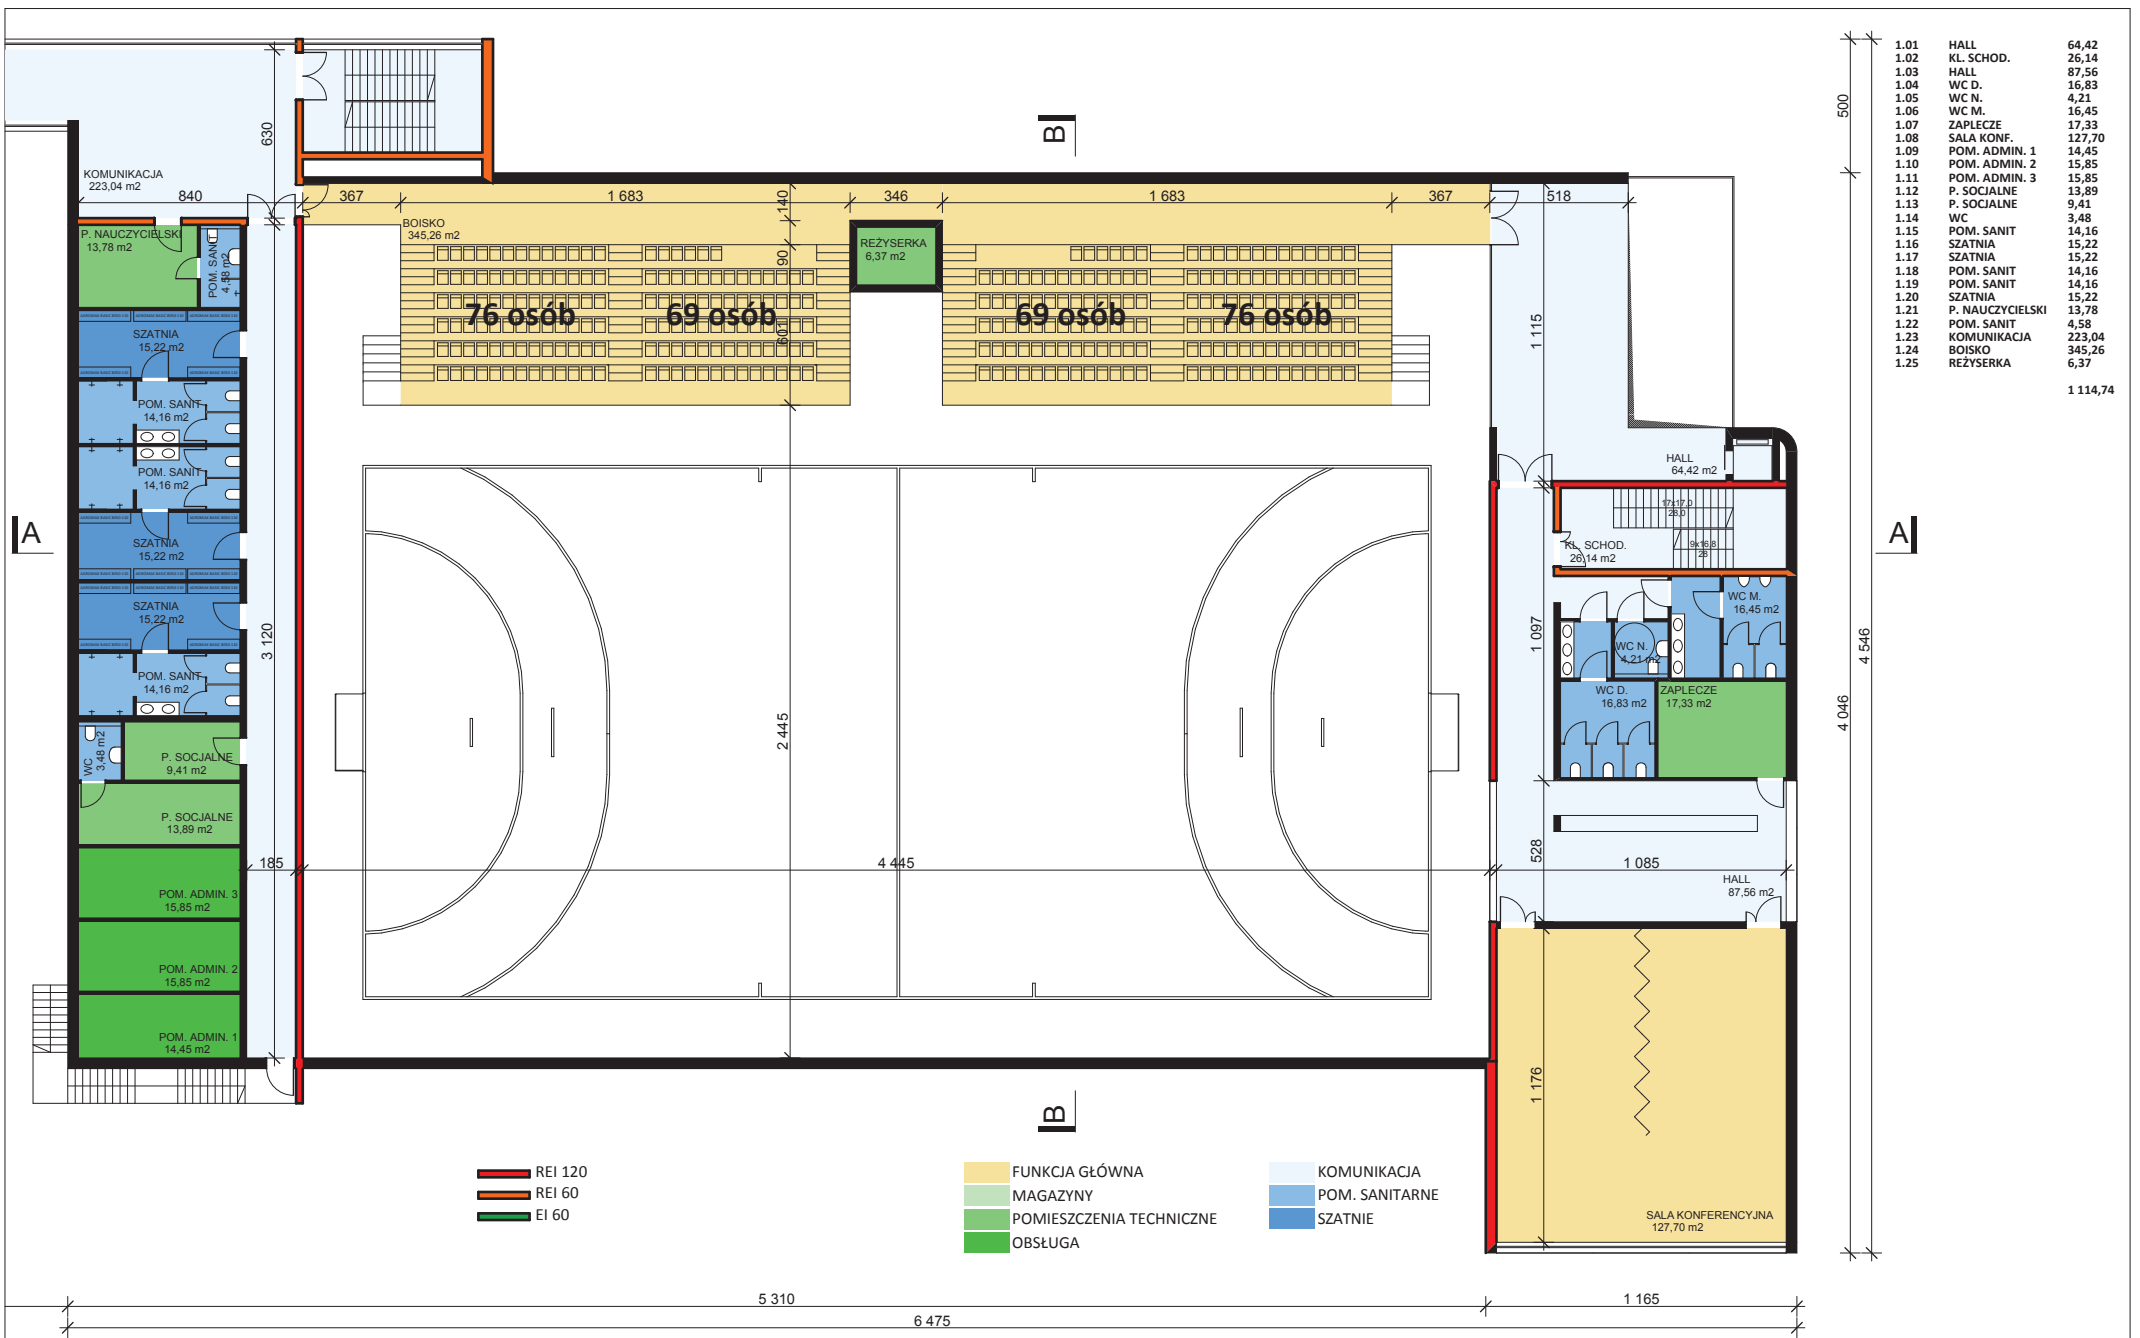 1.01 HALL 64,42
1.02 KL. SCHOD. 26,14
1.03 HALL 87,56
1.04 WC D. 16,83
1.05 WC N. 4,21
1.06 WC M. 16,45
1.07 ZAPLECZE 17,33
1.08 SALA KONF. 127,70
1.09 POM. ADMIN. 1 14,45
1.10 POM. ADMIN. 2 15,85
1.11 POM. ADMIN. 3 15,85
1.12 P. SOCJALNE 13,89
1.13 P. SOCJALNE 9,41
1.14 WC 3,48
1.15 POM. SANIT 14,16
1.16 SZATNIA 15,22
1.17 SZATNIA 15,22
1.18 POM. SANIT 14,16
1.19 POM. SANIT 14,16
1.20 SZATNIA 15,22
1.21 P. NAUCZYCIELSKI 13,78
1.22 POM. SANIT 4,58
1.23 KOMUNIKACJA 223,04
1.24 BOISKO 345,26
1.25 REŻYSERKA 6,37
1 114,74
500
630
B
KOMUNIKACJA
223,04 m2
840
367
1 683
140
346
1 683
367
518
BOISKO
345,26 m2
P. NAUCZYCIELSKI
13,78 m2
POM. SANIT
4,58 m2
REŻYSERKA
6,37 m2
90
76 osób
69 osób
601
69 osób
76 osób
1 115
SZATNIA
15,22 m2
POM. SANIT
14,16 m2
POM. SANIT
14,16 m2
HALL
64,42 m2
17x17,0
28,0
A
SZATNIA
15,22 m2
KL. SCHOD.
26,14 m2
9x16,8
28
A
SZATNIA
15,22 m2
3 120
WC M.
16,45 m2
1 097
WC N.
4,21 m2
4 546
POM. SANIT
14,16 m2
WC D.
16,83 m2
ZAPLECZE
17,33 m2
4 046
2 445
WC
3,48 m2
P. SOCJALNE
9,41 m2
P. SOCJALNE
13,89 m2
185
4 445
528
1 085
HALL
87,56 m2
POM. ADMIN. 3
15,85 m2
POM. ADMIN. 2
15,85 m2
POM. ADMIN. 1
14,45 m2
1 176
B
SALA KONFERENCYJNA
127,70 m2
REI 120
REI 60
EI 60
FUNKCJA GŁÓWNA
MAGAZYNY
POMIESZCZENIA TECHNICZNE
OBSŁUGA
KOMUNIKACJA
POM. SANITARNE
SZATNIE
5 310
1 165
6 475